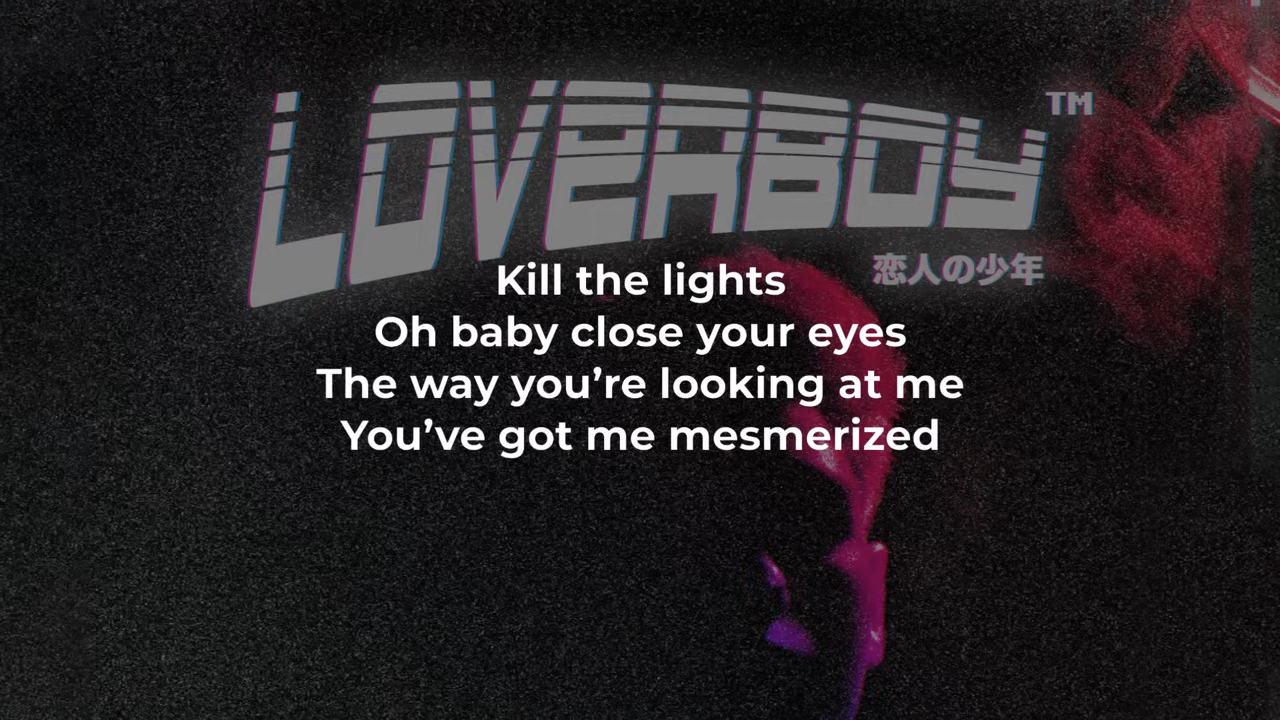 LOVERBOY
TM
恋人の少年
Kill the lights
Oh baby close your eyes
The way you’re looking at me
You’ve got me mesmerized